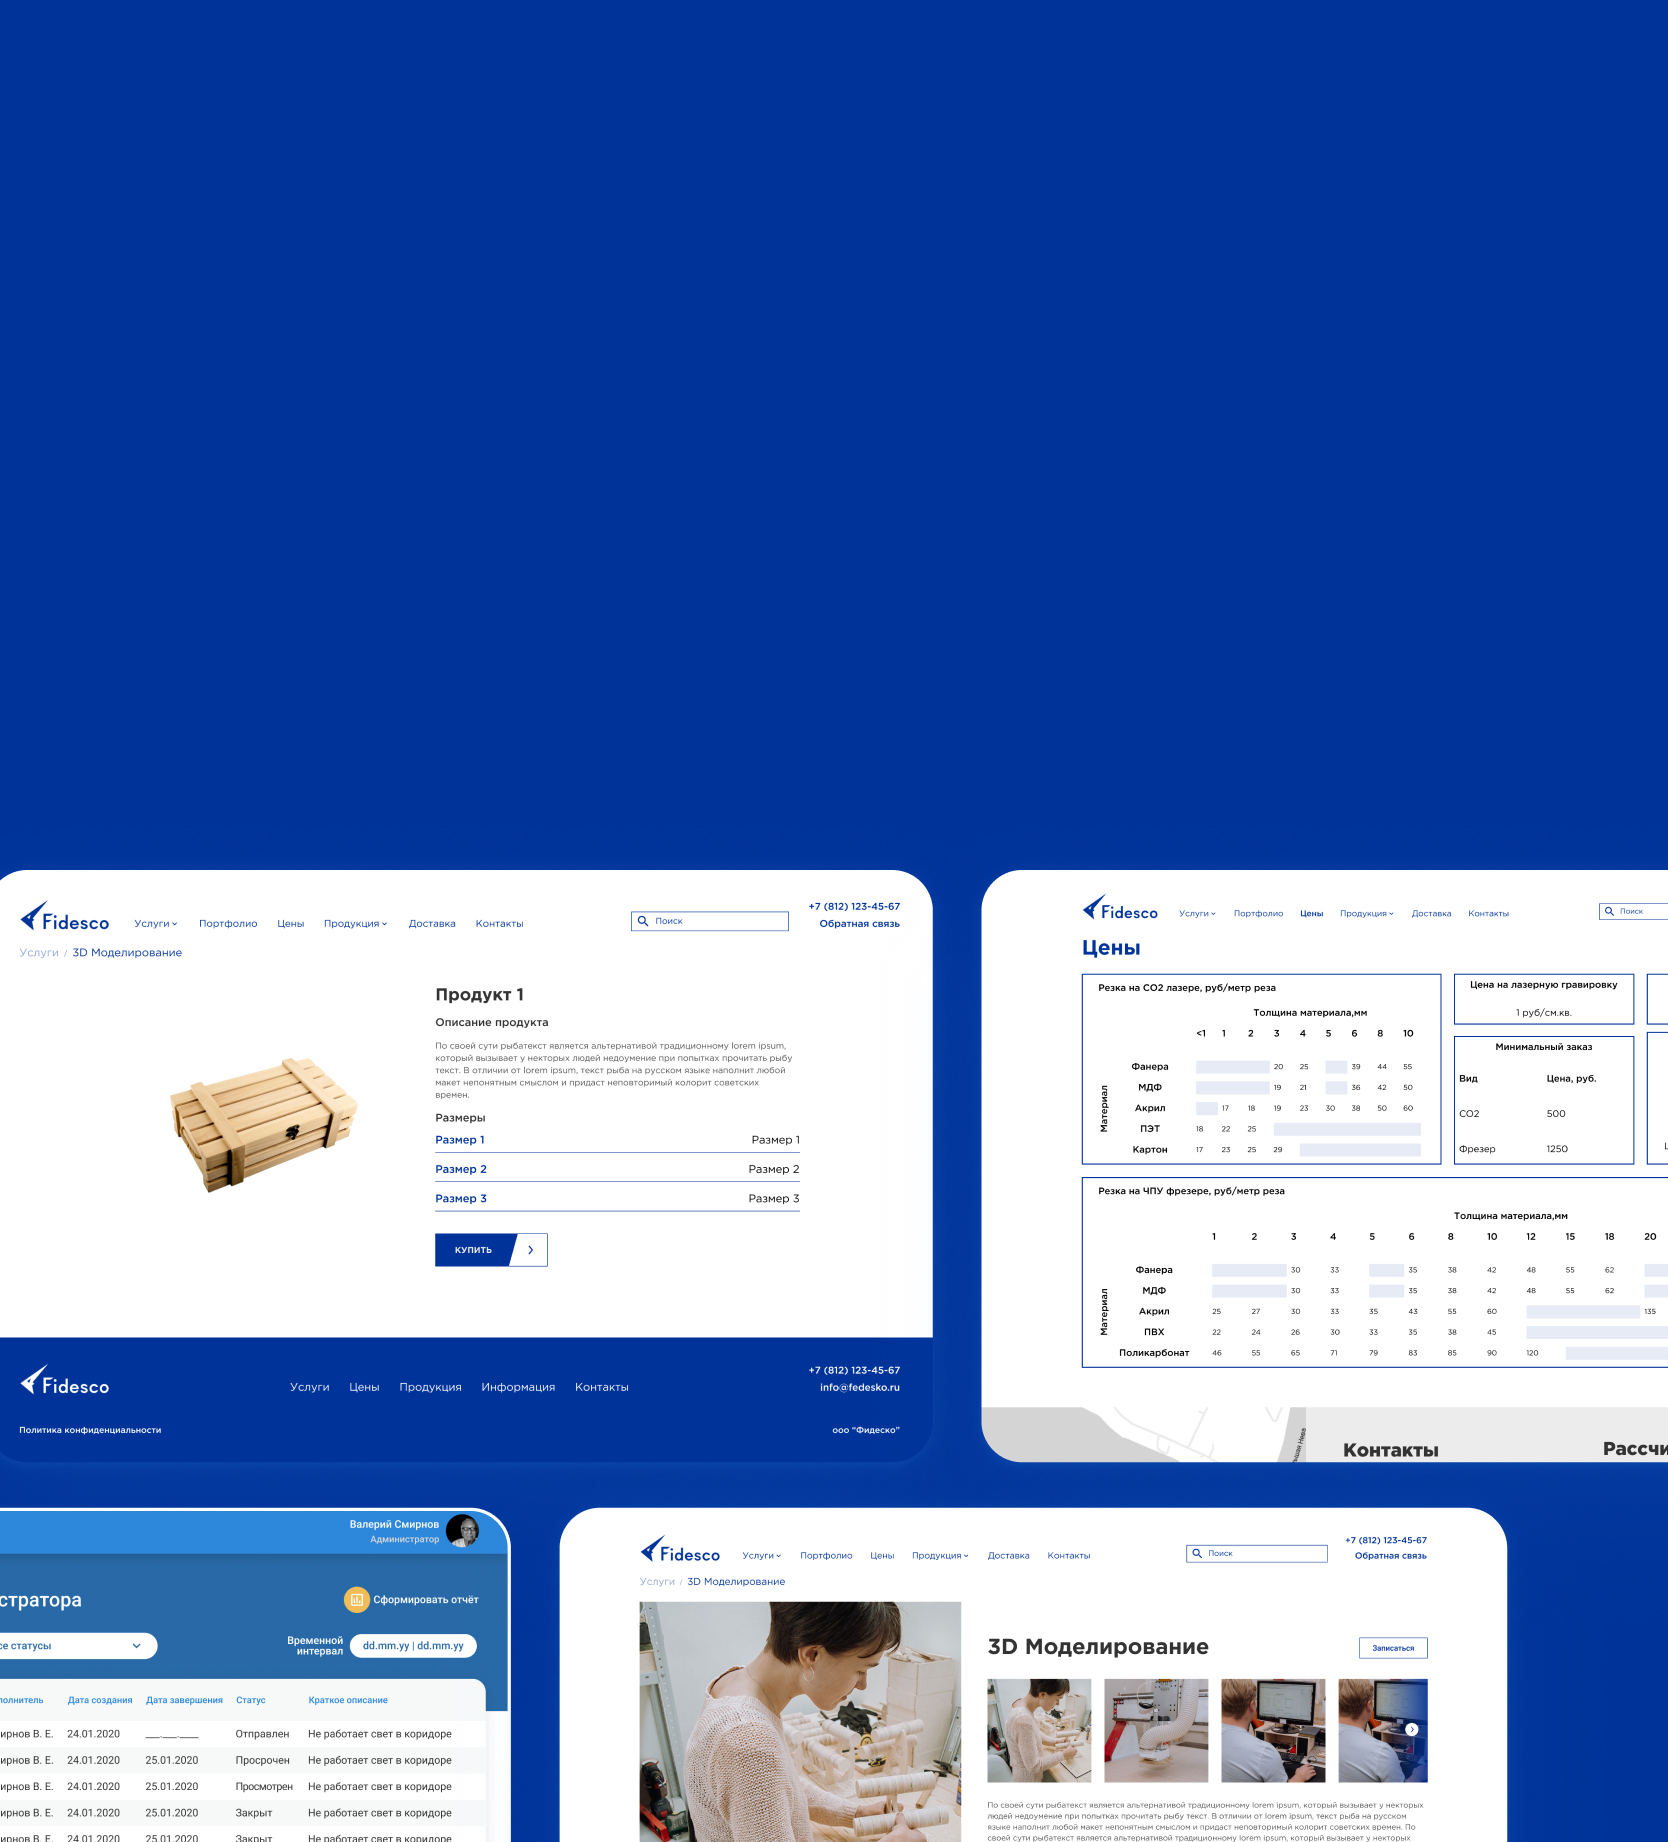 Fidesco
Услуги Портфолио Цены Продукция Доставка Контакты
Поиск
+7 (812) 123-45-67
Обратная связь
Услуги / 3D Моделирование
Продукт 1
Описание продукта
По своей сути рыбатекст является альтернативой традиционному lorem ipsum,
который вызывает у некторых людей недоумение при попытках прочитать рыбу
текст. В отличии от lorem ipsum, текст рыба на русском языке наполнит любой
макет непонятным смыслом и придаст неповторимый колорит советских
времен.
Размеры
Размер 1 Размер 1
Размер 2 Размер 2
Размер 3 Размер 3
КУПИТЬ
Fidesco
Услуги Цены Продукция Информация Контакты
+7 (812) 123-45-67
info@fedesko.ru
Политика конфиденциальности
ооо "Фидеско"
Fidesco
Услуги Портфолио Цены Продукция Доставка Контакты
Поиск
Цены
Резка на CO2 лазере, руб/метр реза
Толщина материала,мм
<1 1 2 3 4 5 6 8 10
Материал
Фанера 20 25 39 44 55
МДФ 19 21 36 42 50
Акрил 17 18 19 23 30 38 50 60
ПЭТ 18 22 25
Картон 17 23 25 29
Цена на лазерную гравировку
1 руб/см.кв.
Минимальный заказ
Вид Цена, руб.
CO2 500
Фрезер 1250
Резка на ЧПУ фрезере, руб/метр реза
Толщина материала,мм
1 2 3 4 5 6 8 10 12 15 18 20
Материал
Фанера 30 33 35 38 42 48 55 62
МДФ 30 33 35 38 42 48 55 62
Акрил 25 27 30 33 35 43 55 60 135
ПВХ 22 24 26 30 33 35 38 45
Поликарбонат 46 55 65 71 79 83 85 90 120
Нева
Контакты
Рассчи
Валерий Смирнов
Администратор
стратора
Сформировать отчёт
се статусы
Временной
интервал
dd.mm.yy | dd.mm.yy
полнитель Дата создания Дата завершения Статус Краткое описание
ирнов В. Е. 24.01.2020 __.__.___ Отправлен Не работает свет в коридоре
ирнов В. Е. 24.01.2020 25.01.2020 Просрочен Не работает свет в коридоре
ирнов В. Е. 24.01.2020 25.01.2020 Просмотрен Не работает свет в коридоре
ирнов В. Е. 24.01.2020 25.01.2020 Закрыт Не работает свет в коридоре
ирнов В. Е. 24.01.2020 25.01.2020 Закрыт Не работает свет в коридоре
Fidesco
Услуги Портфолио Цены Продукция Доставка Контакты
Поиск
+7 (812) 123-45-67
Обратная связь
Услуги / 3D Моделирование
3D Моделирование
Записаться
По своей сути рыбатекст является альтернативой традиционному lorem ipsum, который вызывает у некторых
людей недоумение при попытках прочитать рыбу текст. В отличии от lorem ipsum, текст рыба на русском
языке наполнит любой макет непонятным смыслом и придаст неповторимый колорит советских времен. По
своей сути рыбатекст является альтернативой традиционному lorem ipsum, который вызывает у некторых